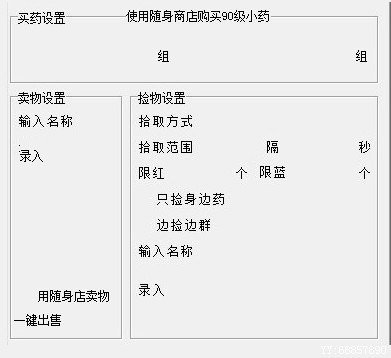 买药设置 使用随身商店购买90级小药
组 组
卖物设置
输入名称
录入
用随身店卖物
一键出售
捡物设置
拾取方式
拾取范围 隔 秒
限红 个 限蓝 个
只捡身边药
边捡边群
输入名称
录入